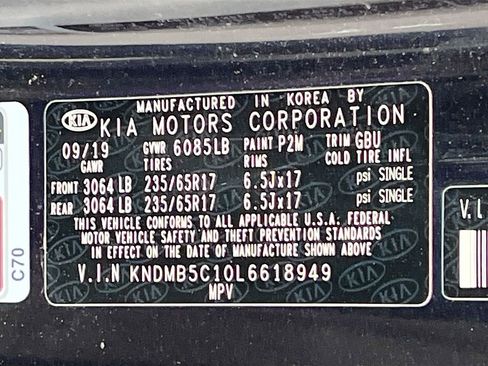 MANUFACTURED IN KOREA BY
KIA KIA MOTORS CORPORATION
09/19 GVWR 6085LB PAINT P2M TRIM GBU
GAWR TIRES RIMS COLD TIRE INFL
FRONT 3064 LB 235/65R17 6.5Jx17 psi SINGLE
REAR 3064 LB 235/65R17 6.5Jx17 psi SINGLE
THIS VEHICLE CONFORMS TO ALL APPLICABLE U.S.A. FEDERAL
MOTOR VEHICLE SAFETY AND THEFT PREVENTION STANDARDS
IN EFFECT ON THE DATE OF MANUFACTURE SHOWN ABOVE
V.I.N KNDMB5C10L6618949
MPV
C70
V.I